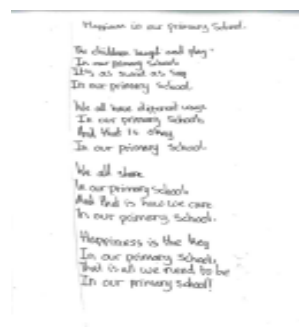 Happiness in our primary School.
The children laugh and play.
In our primary School
It's as sweet as
In our primary School.
We all have different ways
In our primary School,
And that is okay
In our primary School.
We all share
In our primary School
And that is how we care
In our primary School.
Happiness is the key
In our primary School,
That is all we need to be
In our primary School!